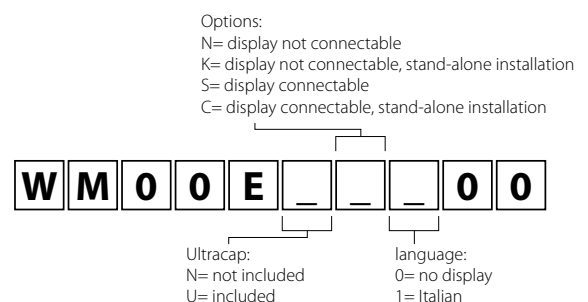 Options:
N= display not connectable
K= display not connectable, stand-alone installation
S= display connectable
C= display connectable, stand-alone installation
W M 0 0 E _ _ _ 0 0
Ultracap:
N= not included
U= included
language:
0= no display
1= Italian